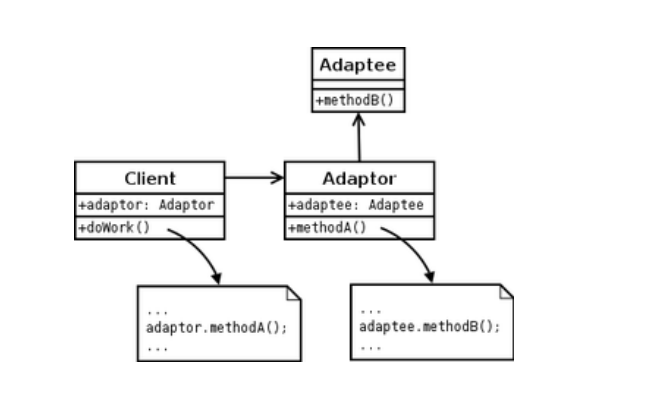 Adaptee
+methodB()
Client
+adaptor: Adaptor
+doWork()
Adaptor
+adaptee: Adaptee
+methodA()
...
adaptor.methodA();
...
...
adaptee.methodB();
...